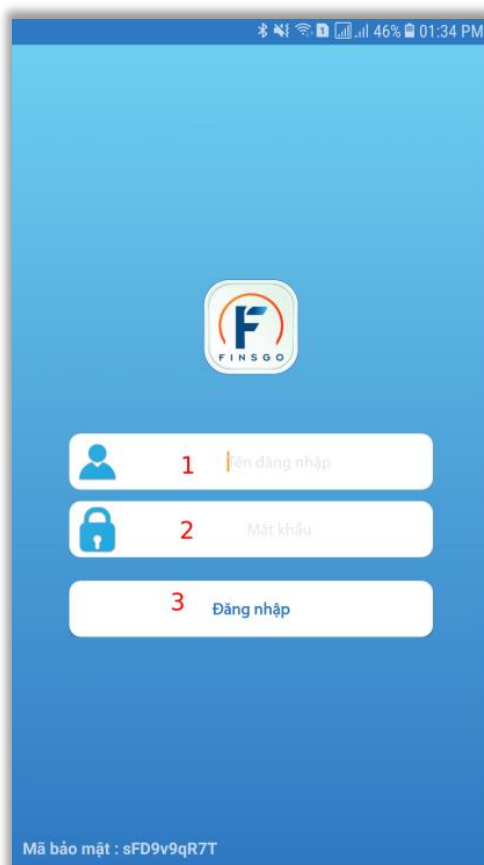 1 46% 01:34 PM
F
FINSGO
1 Tên đăng nhập
2 Mật khẩu
3 Đăng nhập
Mã bảo mật : sFD9v9qR7T